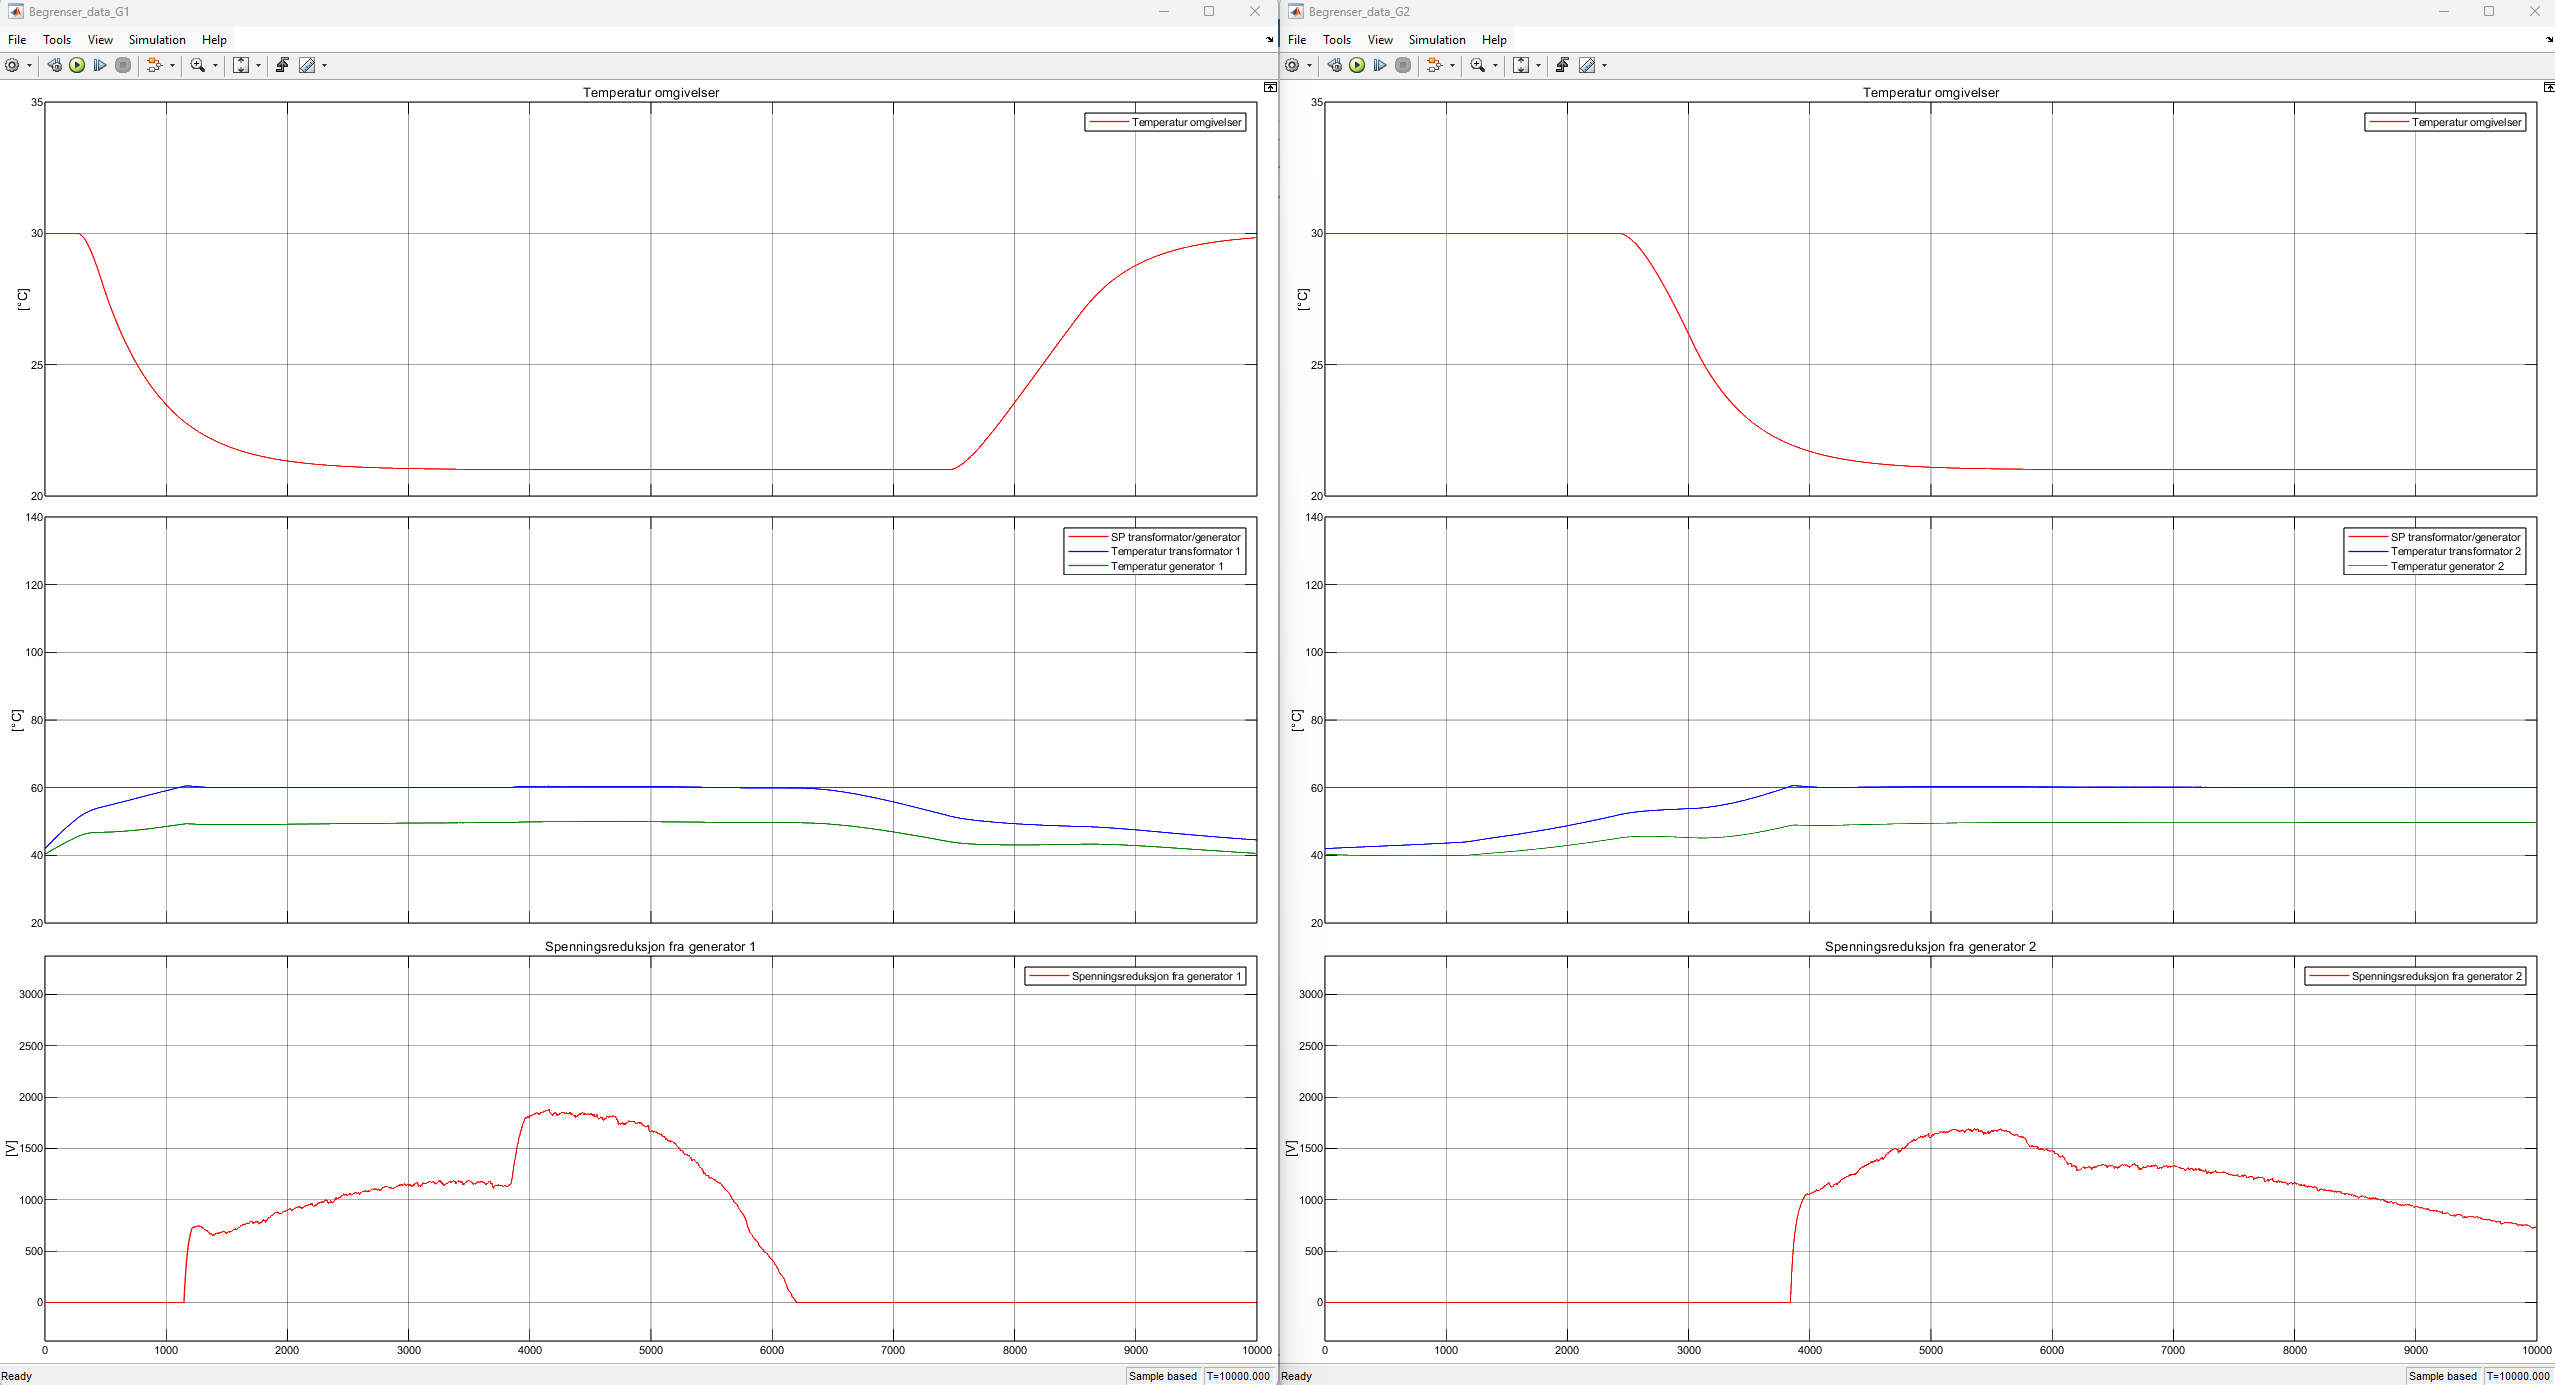 Begrenser_data_G1
File Tools View Simulation Help
Temperatur omgivelser
Temperatur omgivelser
35
30
25
20
[°C]
SP transformator/generator
Temperatur transformator 1
Temperatur generator 1
140
120
100
80
60
40
20
[°C]
Spenningsreduksjon fra generator 1
Spenningsreduksjon fra generator 1
3000
2500
2000
1500
1000
500
0
[V]
0 1000 2000 3000 4000 5000 6000 7000 8000 9000 10000
Ready Sample based T=10000.000
Begrenser_data_G2
File Tools View Simulation Help
Temperatur omgivelser
Temperatur omgivelser
35
30
25
20
[°C]
SP transformator/generator
Temperatur transformator 2
Temperatur generator 2
140
120
100
80
60
40
20
[°C]
Spenningsreduksjon fra generator 2
Spenningsreduksjon fra generator 2
3000
2500
2000
1500
1000
500
0
[V]
0 1000 2000 3000 4000 5000 6000 7000 8000 9000 10000
Ready Sample based T=10000.000